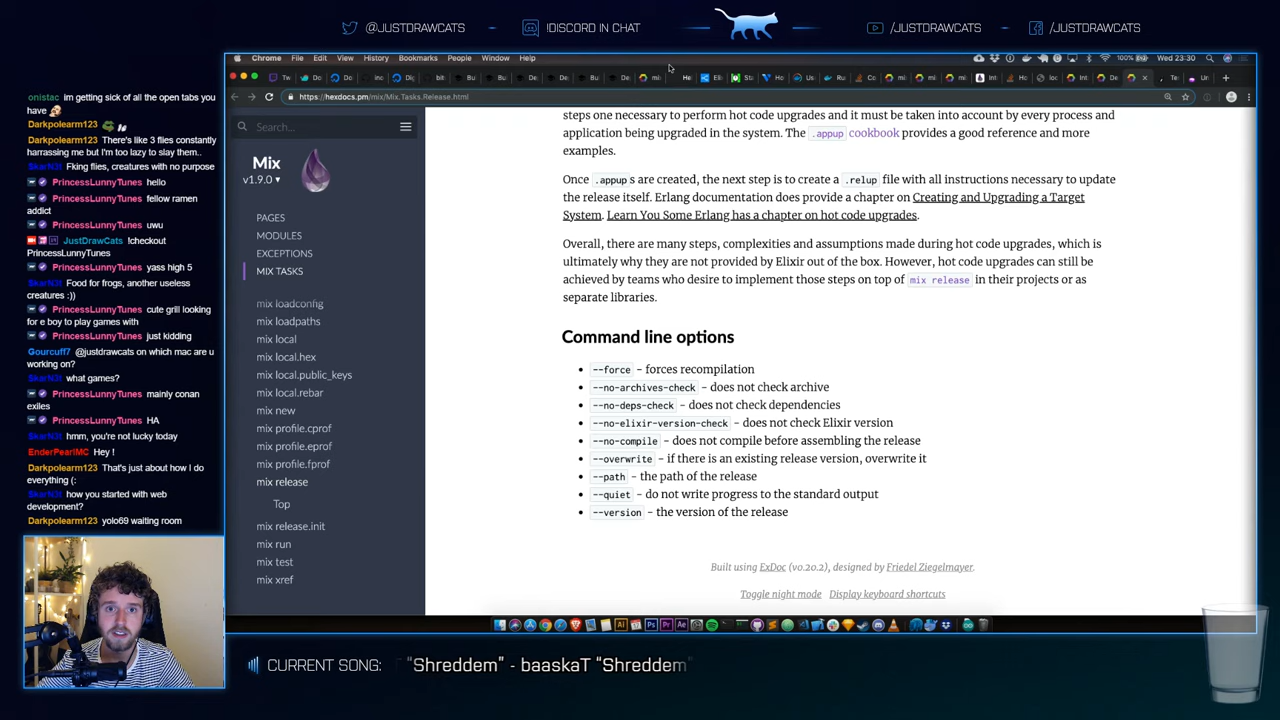 @JUSTDRAWCATS
!DISCORD IN CHAT
/JUSTDRAWCATS
/JUSTDRAWCATS
Chrome File Edit View History Bookmarks People Window Help
100% Wed 23:30
https://hexdocs.pm/mix/Mix.Tasks.Release.html
onistac im getting sick of all the open tabs you
have
Darkpolearm123
Darkpolearm123 There's like 3 flies constantly
harrassing me but I'm too lazy to slay them..
SkarN3t Fking flies, creatures with no purpose
PrincessLunnyTunes hello
PrincessLunnyTunes fellow ramen
addict
PrincessLunnyTunes uwu
JustDrawCats !checkout
PrincessLunnyTunes
PrincessLunnyTunes yass high 5
SkarN3t Food for frogs, another useless
creatures :))
PrincessLunnyTunes cute grill looking
for e boy to play games with
PrincessLunnyTunes just kidding
Gourcuff7 @justdrawcats on which mac are u
working on?
SkarN3t what games?
PrincessLunnyTunes mainly conan
exiles
PrincessLunnyTunes HA
SkarN3t hmm, you're not lucky today
EnderPearlMC Hey !
Darkpolearm123 That's just about how I do
everything (:
SkarN3t how you started with web
development?
Darkpolearm123 yolo69 waiting room
Search...
Mix
v1.9.0 ▾
PAGES
MODULES
EXCEPTIONS
MIX TASKS
mix loadconfig
mix loadpaths
mix local
mix local.hex
mix local.public_keys
mix local.rebar
mix new
mix profile.cprof
mix profile.eprof
mix profile.fprof
mix release
Top
mix release.init
mix run
mix test
mix xref
steps one necessary to perform hot code upgrades and it must be taken into account by every process and
application being upgraded in the system. The .appup cookbook provides a good reference and more
examples.
Once .appup s are created, the next step is to create a .relup file with all instructions necessary to update
the release itself. Erlang documentation does provide a chapter on Creating and Upgrading a Target
System. Learn You Some Erlang has a chapter on hot code upgrades.
Overall, there are many steps, complexities and assumptions made during hot code upgrades, which is
ultimately why they are not provided by Elixir out of the box. However, hot code upgrades can still be
achieved by teams who desire to implement those steps on top of mix release in their projects or as
separate libraries.
Command line options
• --force - forces recompilation
• --no-archives-check - does not check archive
• --no-deps-check - does not check dependencies
• --no-elixir-version-check - does not check Elixir version
• --no-compile - does not compile before assembling the release
• --overwrite - if there is an existing release version, overwrite it
• --path - the path of the release
• --quiet - do not write progress to the standard output
• --version - the version of the release
Built using ExDoc (v0.20.2), designed by Friedel Ziegelmayer.
Toggle night mode Display keyboard shortcuts
CURRENT SONG: "Shreddem" - baaskaT "Shreddem"